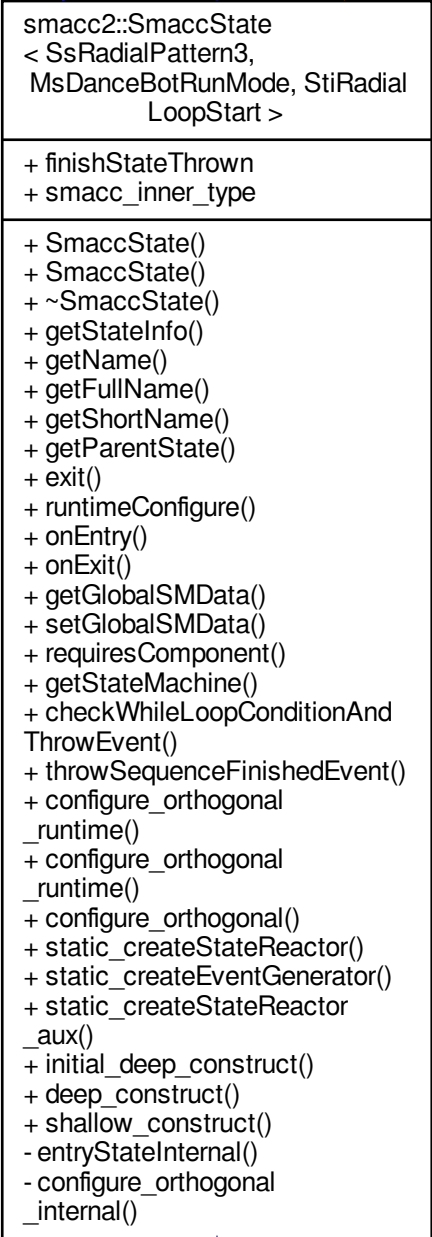 smacc2::SmaccState
< SsRadialPattern3,
MsDanceBotRunMode, StiRadial
LoopStart >
+ finishStateThrown
+ smacc_inner_type
+ SmaccState()
+ SmaccState()
+ ~SmaccState()
+ getStateInfo()
+ getName()
+ getFullName()
+ getShortName()
+ getParentState()
+ exit()
+ runtimeConfigure()
+ onEntry()
+ onExit()
+ getGlobalSMData()
+ setGlobalSMData()
+ requiresComponent()
+ getStateMachine()
+ checkWhileLoopConditionAnd
ThrowEvent()
+ throwSequenceFinishedEvent()
+ configure_orthogonal
_runtime()
+ configure_orthogonal
_runtime()
+ configure_orthogonal()
+ static_createStateReactor()
+ static_createEventGenerator()
+ static_createStateReactor
_aux()
+ initial_deep_construct()
+ deep_construct()
+ shallow_construct()
- entryStateInternal()
- configure_orthogonal
_internal()